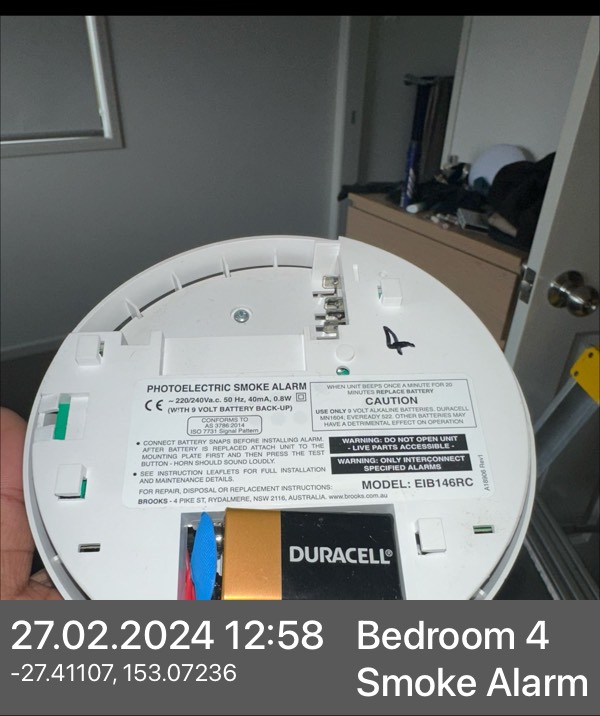 4
PHOTOELECTRIC SMOKE ALARM
CE ~ 220/240Va.c. 50 Hz, 40mA, 0.8W
(WITH 9 VOLT BATTERY BACK-UP)
CONFORMS TO
AS 3786:2014
ISO 7731 Signal Pattern
WHEN UNIT BEEPS ONCE A MINUTE FOR 20
MINUTES REPLACE BATTERY
CAUTION
USE ONLY 9 VOLT ALKALINE BATTERIES, DURACELL
MN1604, EVEREADY 522. OTHER BATTERIES MAY
HAVE A DETRIMENTAL EFFECT ON OPERATION
• CONNECT BATTERY SNAPS BEFORE INSTALLING ALARM.
AFTER BATTERY IS REPLACED ATTACH UNIT TO THE
MOUNTING PLATE FIRST AND THEN PRESS THE TEST
BUTTON - HORN SHOULD SOUND LOUDLY.
• SEE INSTRUCTION LEAFLETS FOR FULL INSTALLATION
AND MAINTENANCE DETAILS.
WARNING: DO NOT OPEN UNIT
- LIVE PARTS ACCESSIBLE -
WARNING: ONLY INTERCONNECT
SPECIFIED ALARMS
FOR REPAIR, DISPOSAL OR REPLACEMENT INSTRUCTIONS:
MODEL: EIB146RC
BROOKS - 4 PIKE ST, RYDALMERE, NSW 2116, AUSTRALIA. www.brooks.com.au
A18906 Rev1
DURACELL®
27.02.2024 12:58
-27.41107, 153.07236
Bedroom 4
Smoke Alarm